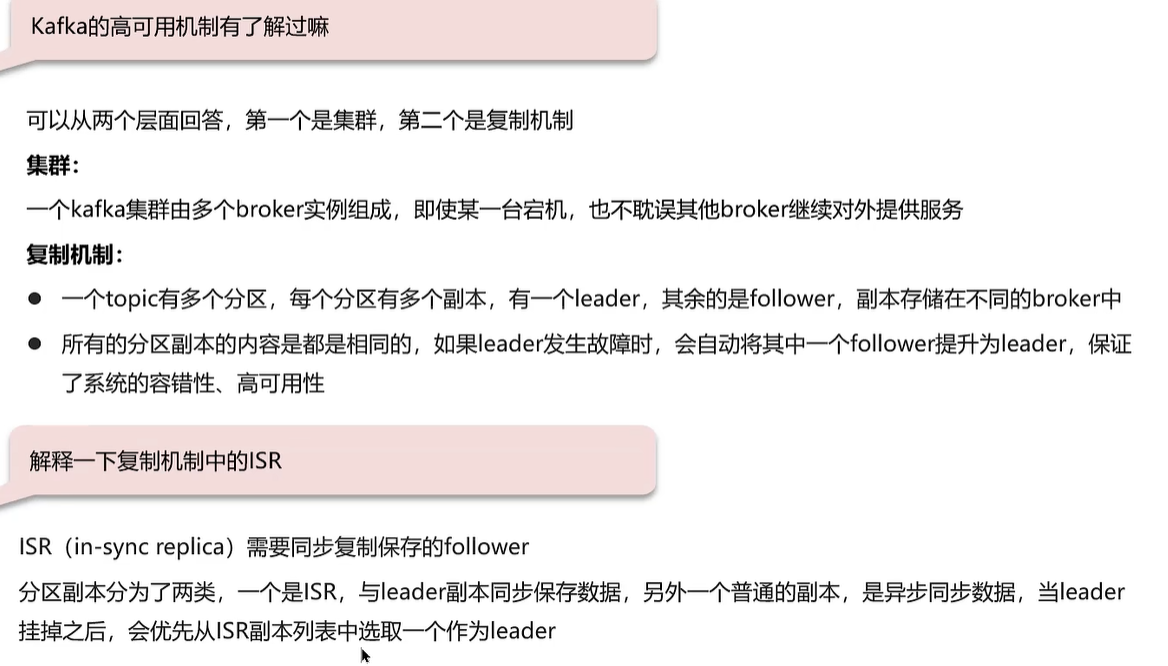 Kafka的高可用机制有了解过嘛
可以从两个层面回答，第一个是集群，第二个是复制机制
集群：
一个kafka集群由多个broker实例组成，即使某一台宕机，也不耽误其他broker继续对外提供服务
复制机制：
● 一个topic有多个分区，每个分区有多个副本，有一个leader，其余的是follower，副本存储在不同的broker中
● 所有的分区副本的内容是都是相同的，如果leader发生故障时，会自动将其中一个follower提升为leader，保证
了系统的容错性、高可用性
解释一下复制机制中的ISR
ISR（in-sync replica）需要同步复制保存的follower
分区副本分为了两类，一个是ISR，与leader副本同步保存数据，另外一个普通的副本，是异步同步数据，当leader
挂掉之后，会优先从ISR副本列表中选取一个作为leader